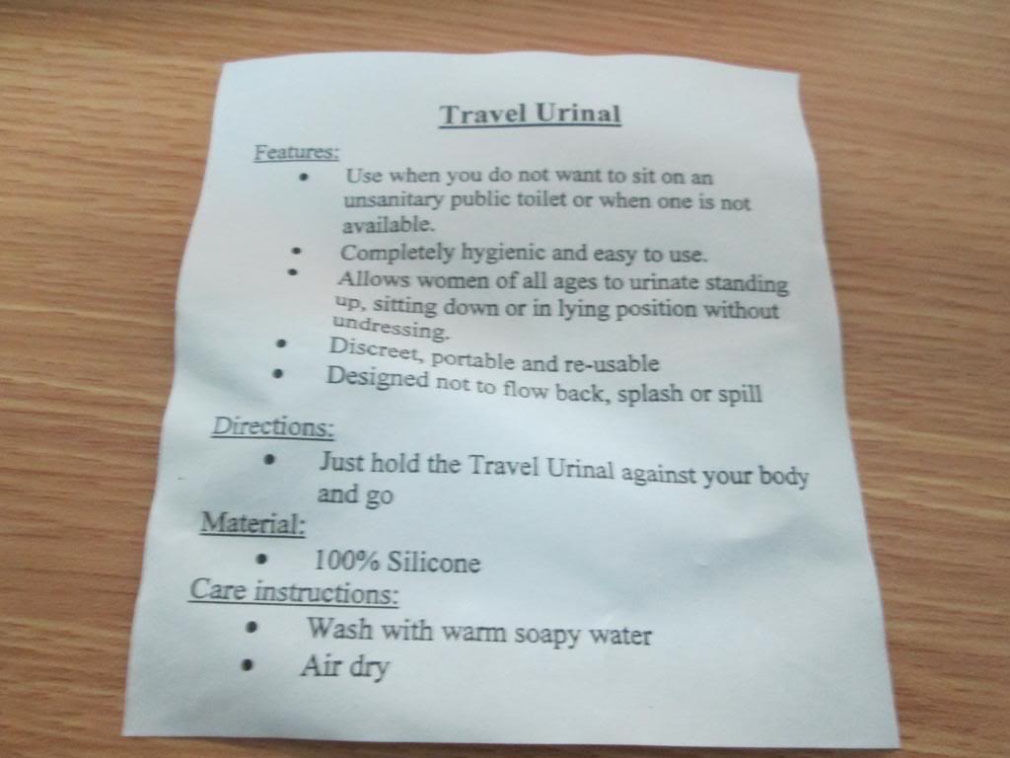 Travel Urinal
Features:
• Use when you do not want to sit on an
unsanitary public toilet or when one is not
available.
• Completely hygienic and easy to use.
• Allows women of all ages to urinate standing
up, sitting down or in lying position without
undressing.
• Discreet, portable and re-usable
• Designed not to flow back, splash or spill
Directions:
• Just hold the Travel Urinal against your body
and go
Material:
• 100% Silicone
Care instructions:
• Wash with warm soapy water
• Air dry